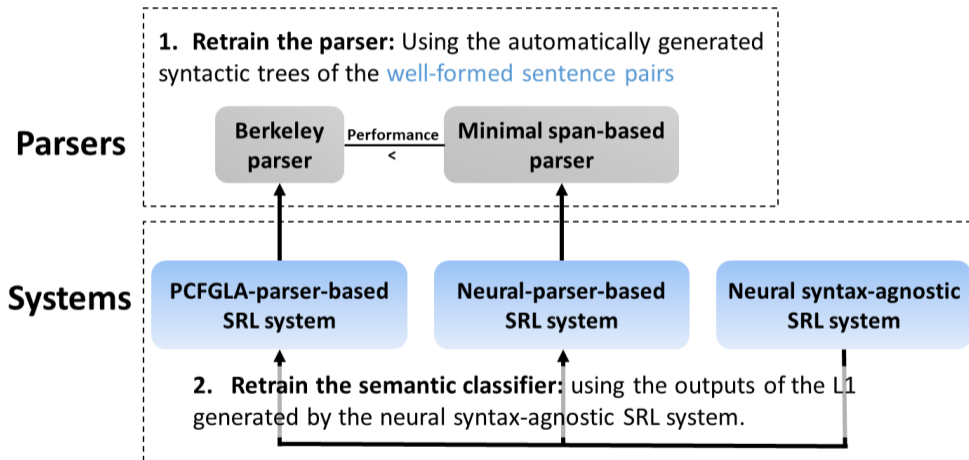 1. Retrain the parser: Using the automatically generated
syntactic trees of the well-formed sentence pairs
Parsers
Berkeley
parser
Performance
<
Minimal span-based
parser
Systems
PCFGLA-parser-based
SRL system
Neural-parser-based
SRL system
Neural syntax-agnostic
SRL system
2. Retrain the semantic classifier: using the outputs of the L1
generated by the neural syntax-agnostic SRL system.